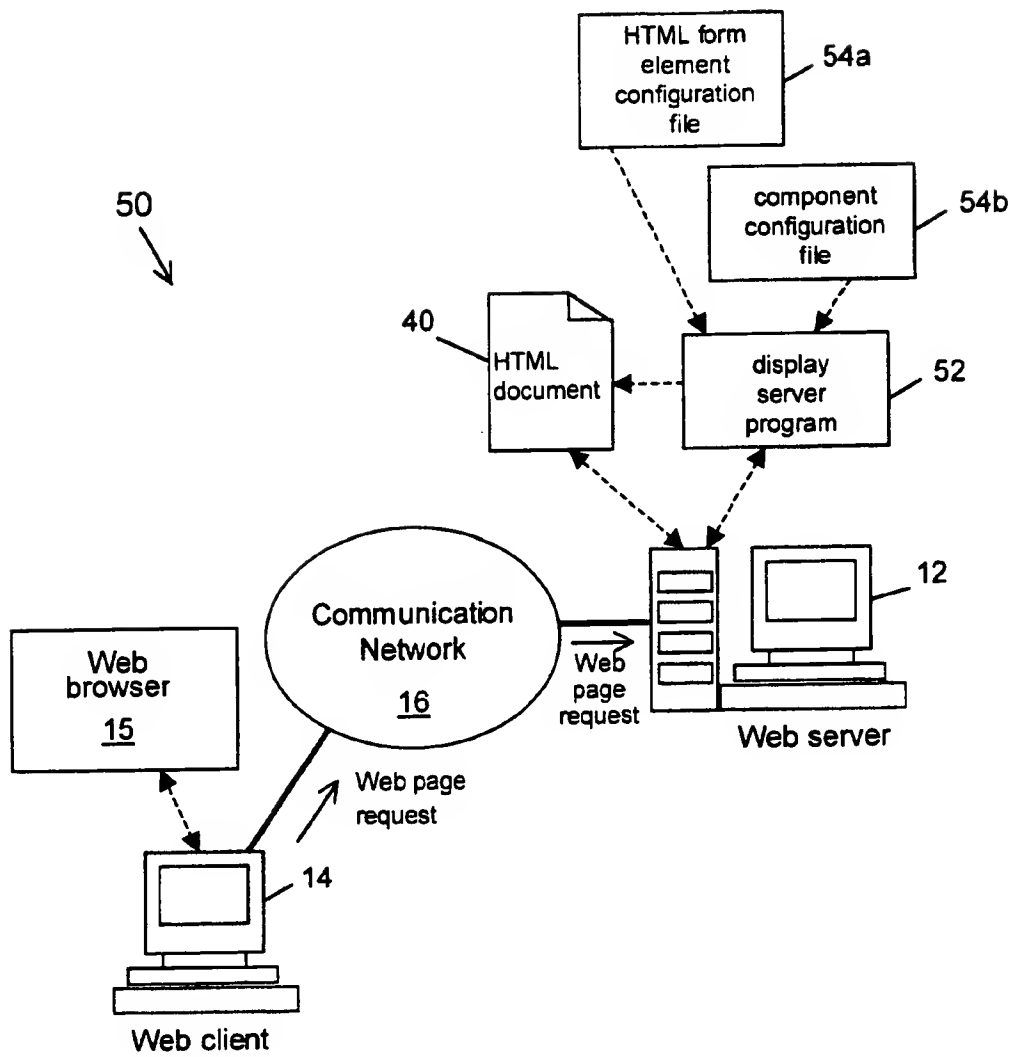 HTML form
element
configuration
file
54a
component
configuration
file
54b
50
40
HTML
document
display
server
program
52
12
Communication
Network
16
Web
page
request
Web server
Web
browser
15
Web page
request
14
Web client